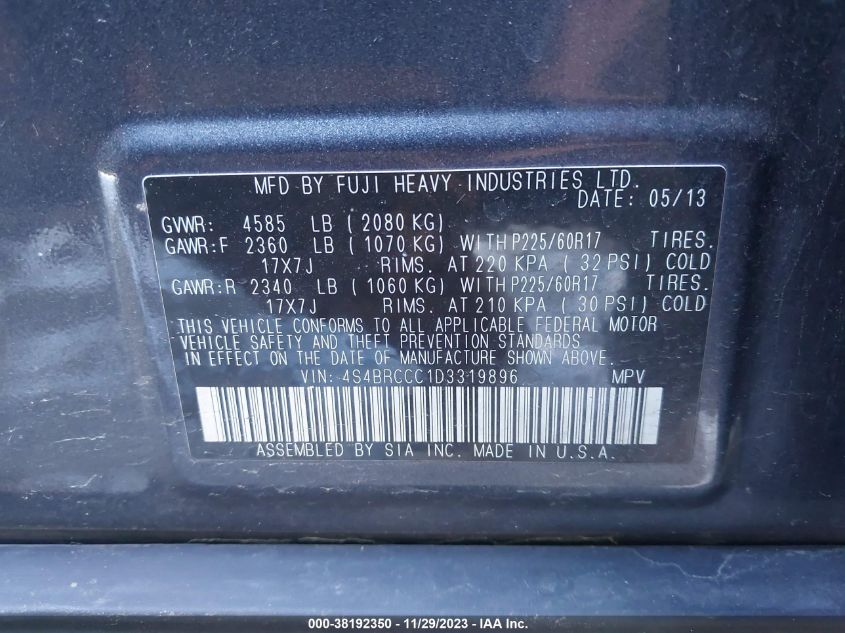 MFD BY FUJI HEAVY INDUSTRIES LTD.
DATE: 05/13
GVWR: 4585 LB ( 2080 KG)
GAWR:F 2360 LB ( 1070 KG) WITH P225/60R17 TIRES.
17X7J RIMS. AT 220 KPA ( 32 PSI) COLD
GAWR:R 2340 LB ( 1060 KG) WITH P225/60R17 TIRES.
17X7J RIMS. AT 210 KPA ( 30 PSI) COLD
THIS VEHICLE CONFORMS TO ALL APPLICABLE FEDERAL MOTOR
VEHICLE SAFETY AND THEFT PREVENTION STANDARDS
IN EFFECT ON THE DATE OF MANUFACTURE SHOWN ABOVE.
VIN: 4S4BRCCC1D3319896 MPV
ASSEMBLED BY SIA INC. MADE IN U.S.A.
000-38192350 - 11/29/2023 - IAA Inc.